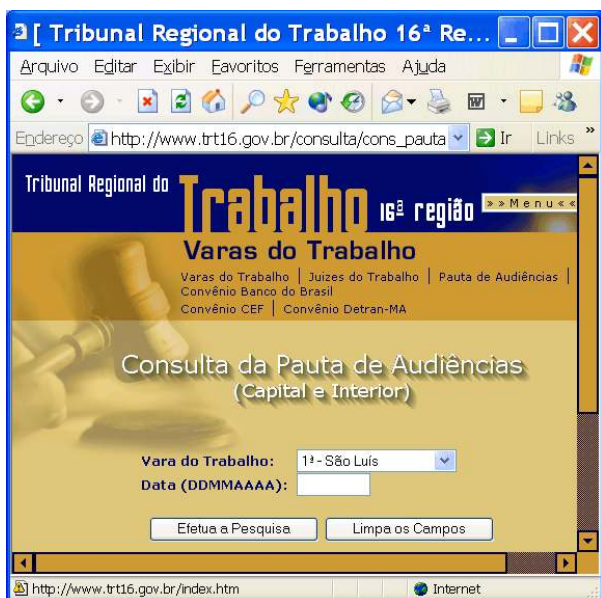 [ Tribunal Regional do Trabalho 16ª Re...
Arquivo Editar Exibir Favoritos Ferramentas Ajuda
Endereço http://www.trt16.gov.br/consulta/cons_pauta Ir Links »
Tribunal Regional do Trabalho 16ª região » » M e n u « «
Varas do Trabalho
Varas do Trabalho | Juizes do Trabalho | Pauta de Audiências |
Convênio Banco do Brasil
Convênio CEF | Convênio Detran-MA
Consulta da Pauta de Audiências
(Capital e Interior)
Vara do Trabalho: 1ª - São Luís
Data (DDMMAAAA):
Efetua a Pesquisa Limpa os Campos
http://www.trt16.gov.br/index.htm Internet